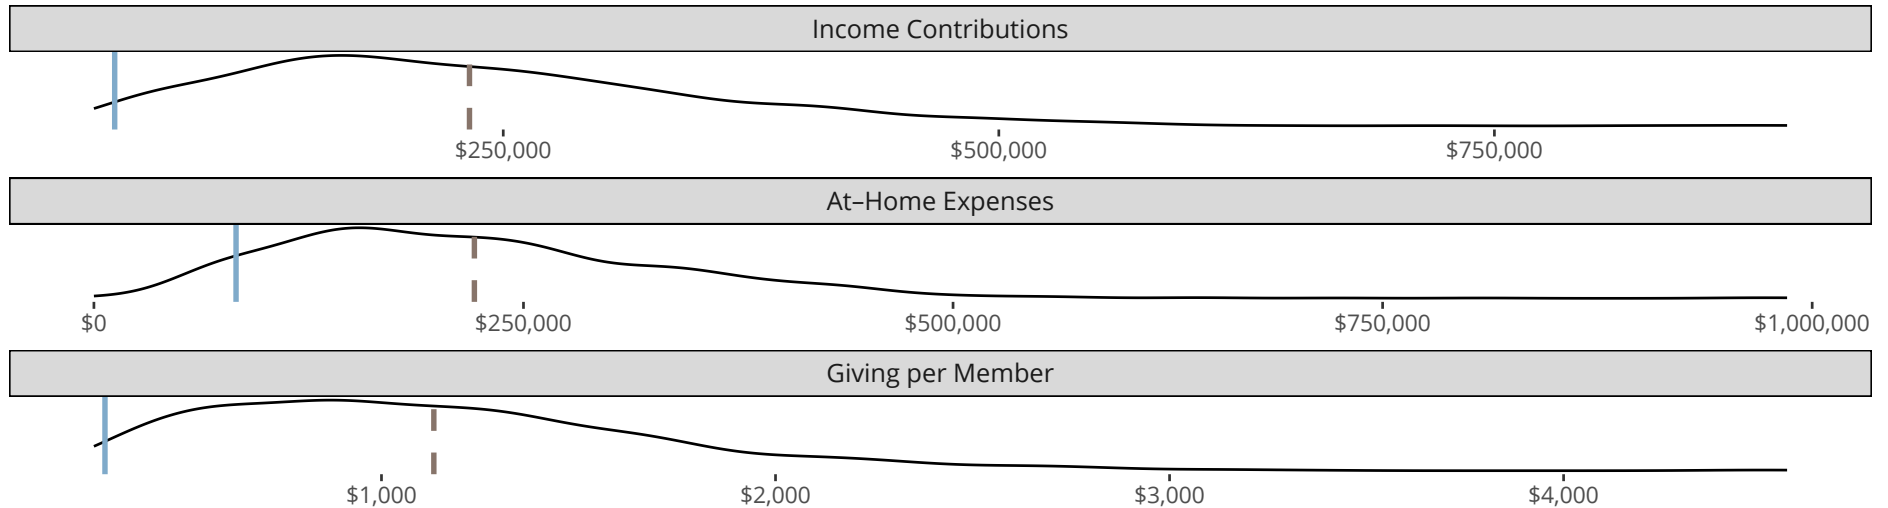 Income Contributions
$250,000 $500,000 $750,000
At–Home Expenses
$0 $250,000 $500,000 $750,000 $1,000,000
Giving per Member
$1,000 $2,000 $3,000 $4,000